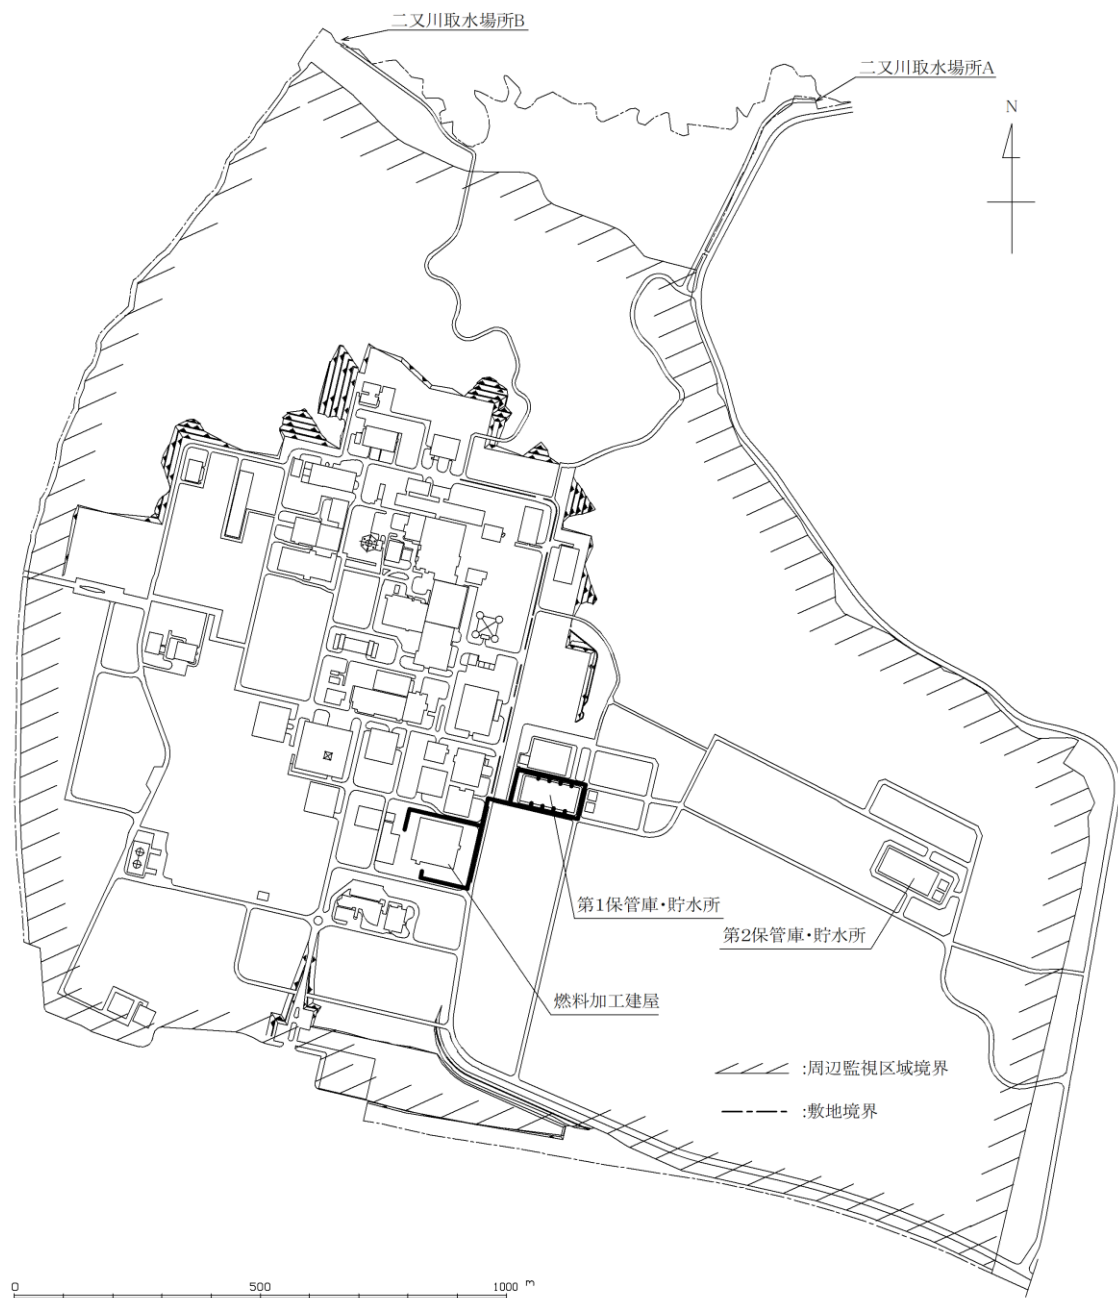 二又川取水場所B
二又川取水場所A
N
第1保管庫・貯水所
第2保管庫・貯水所
燃料加工建屋
:周辺監視区域境界
:敷地境界
0 500 1000 m